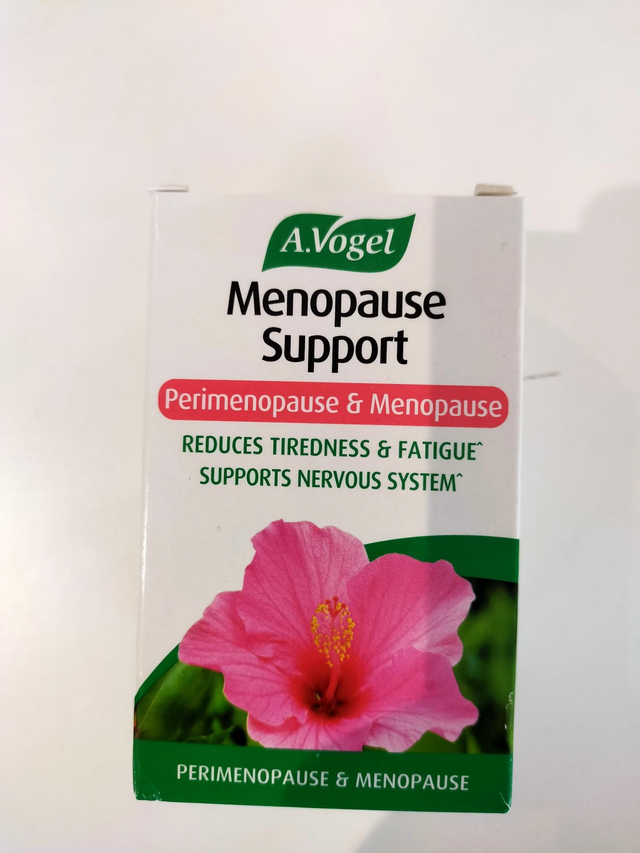 A.Vogel
Menopause
Support
Perimenopause & Menopause
REDUCES TIREDNESS & FATIGUE^
SUPPORTS NERVOUS SYSTEM^
PERIMENOPAUSE & MENOPAUSE